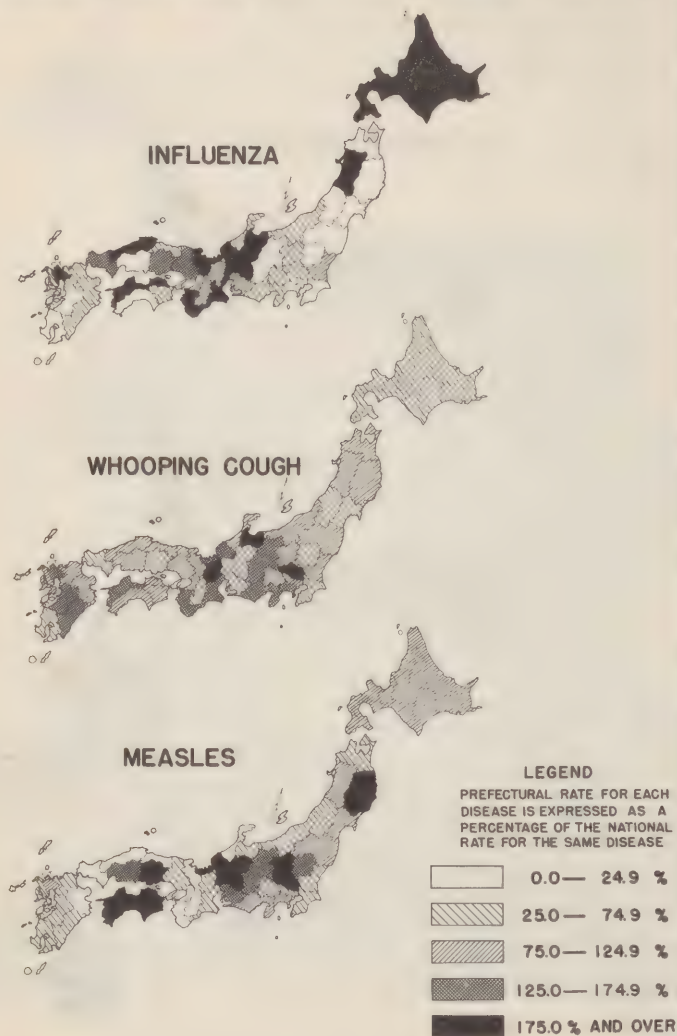 INFLUENZA
WHOOPING COUGH
MEASLES
LEGEND
PREFECTURAL RATE FOR EACH
DISEASE IS EXPRESSED AS A
PERCENTAGE OF THE NATIONAL
RATE FOR THE SAME DISEASE
0.0 — 24.9 %
25.0 — 74.9 %
75.0 — 124.9 %
125.0 — 174.9 %
175.0 % AND OVER